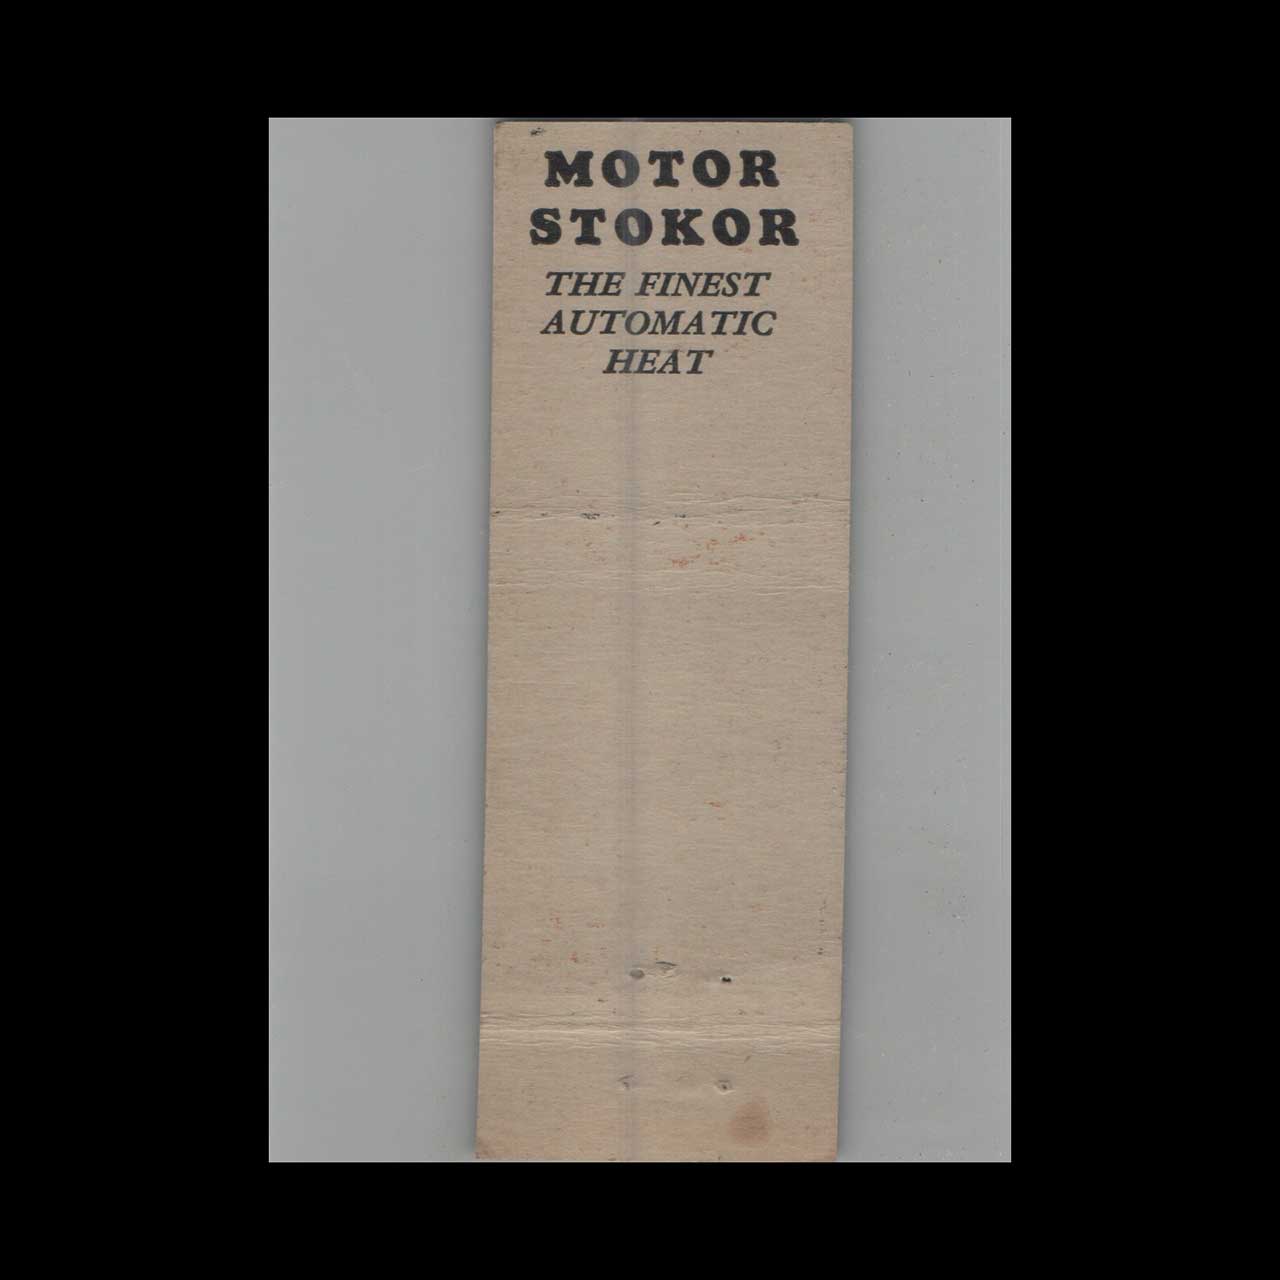 MOTOR
STOKOR
THE FINEST
AUTOMATIC
HEAT